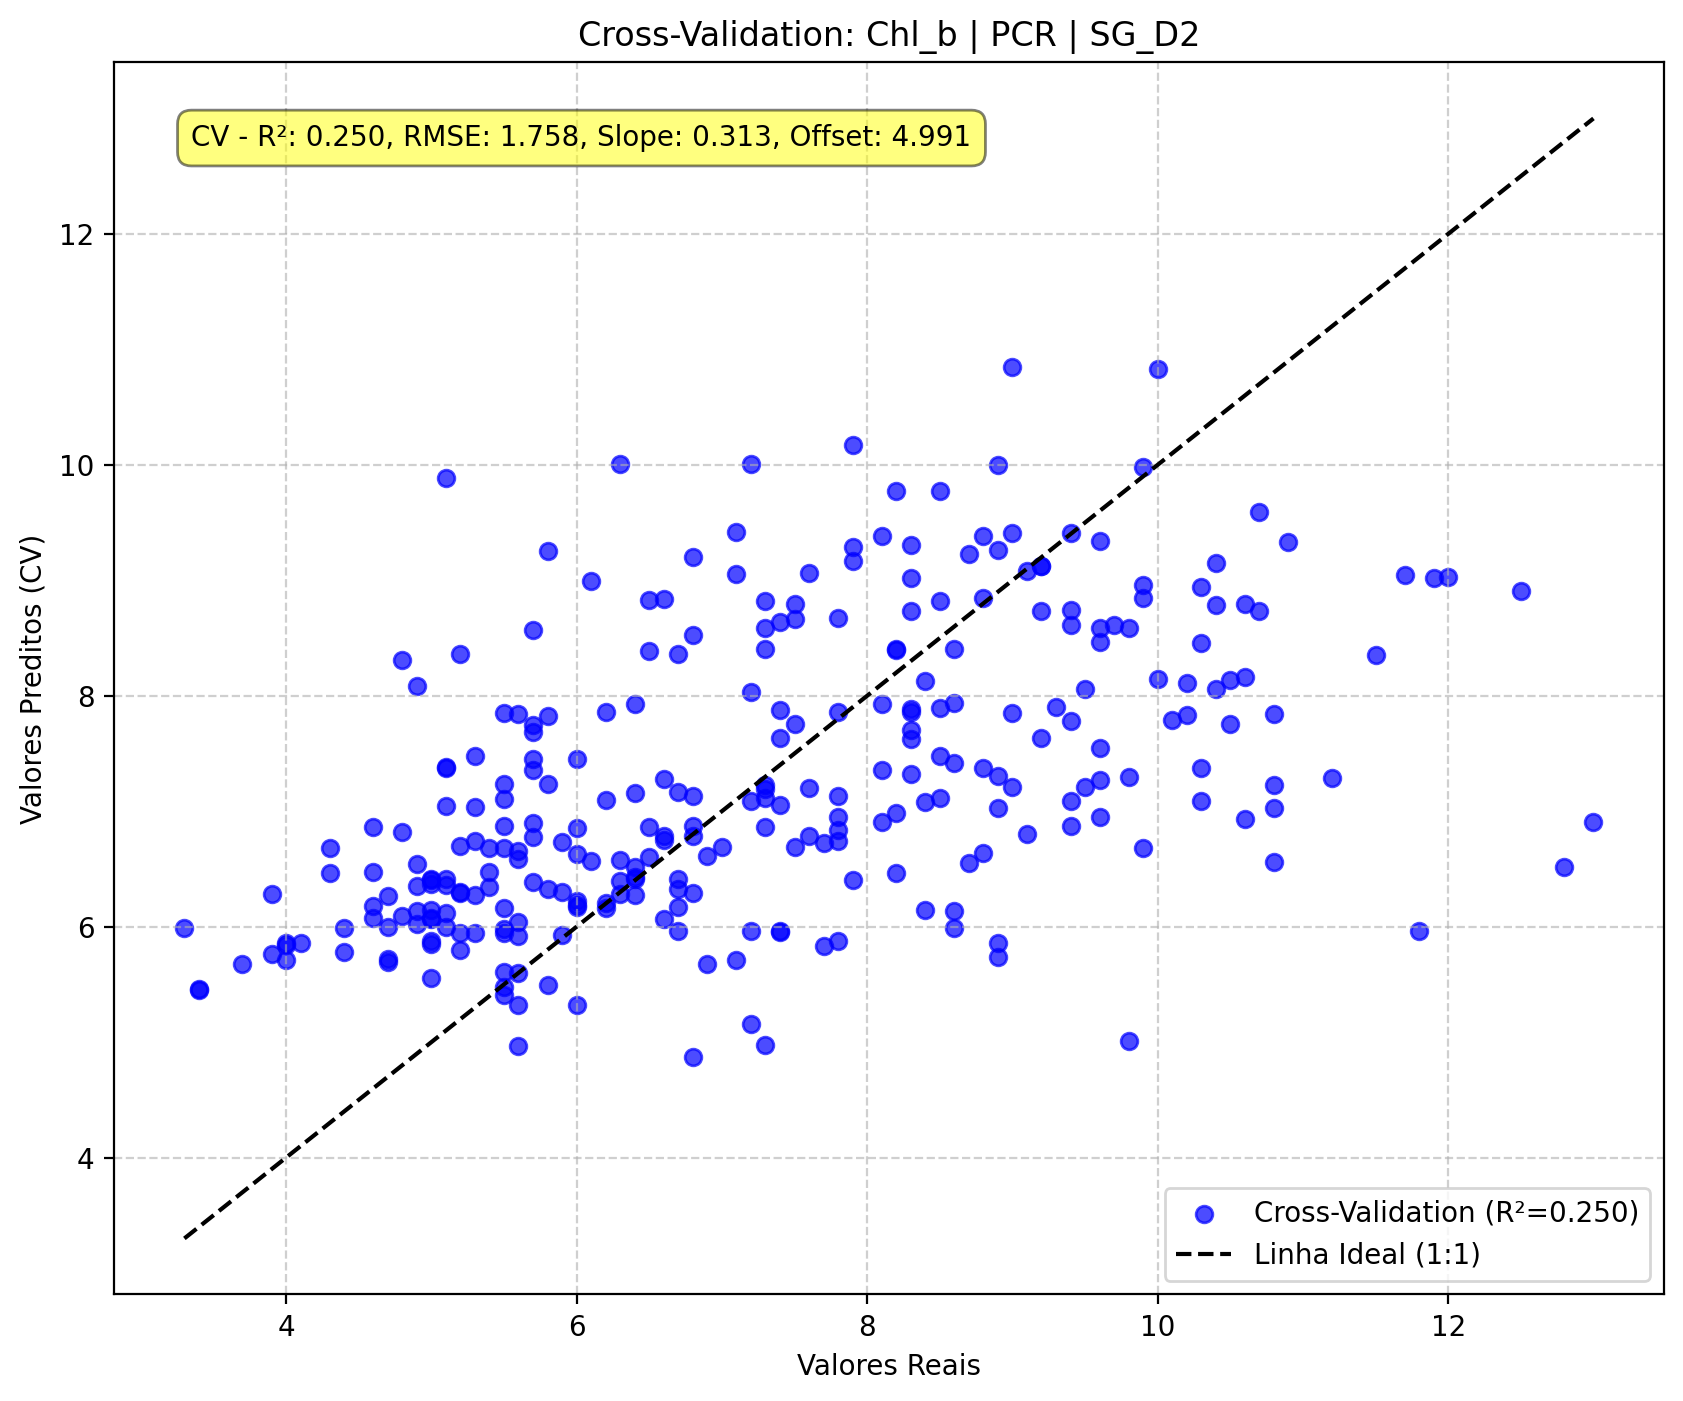 Cross-Validation: Chl_b | PCR | SG_D2
CV - R²: 0.250, RMSE: 1.758, Slope: 0.313, Offset: 4.991
12
10
8
6
4
Valores Preditos (CV)
Cross-Validation (R²=0.250)
Linha Ideal (1:1)
4
6
8
10
12
Valores Reais